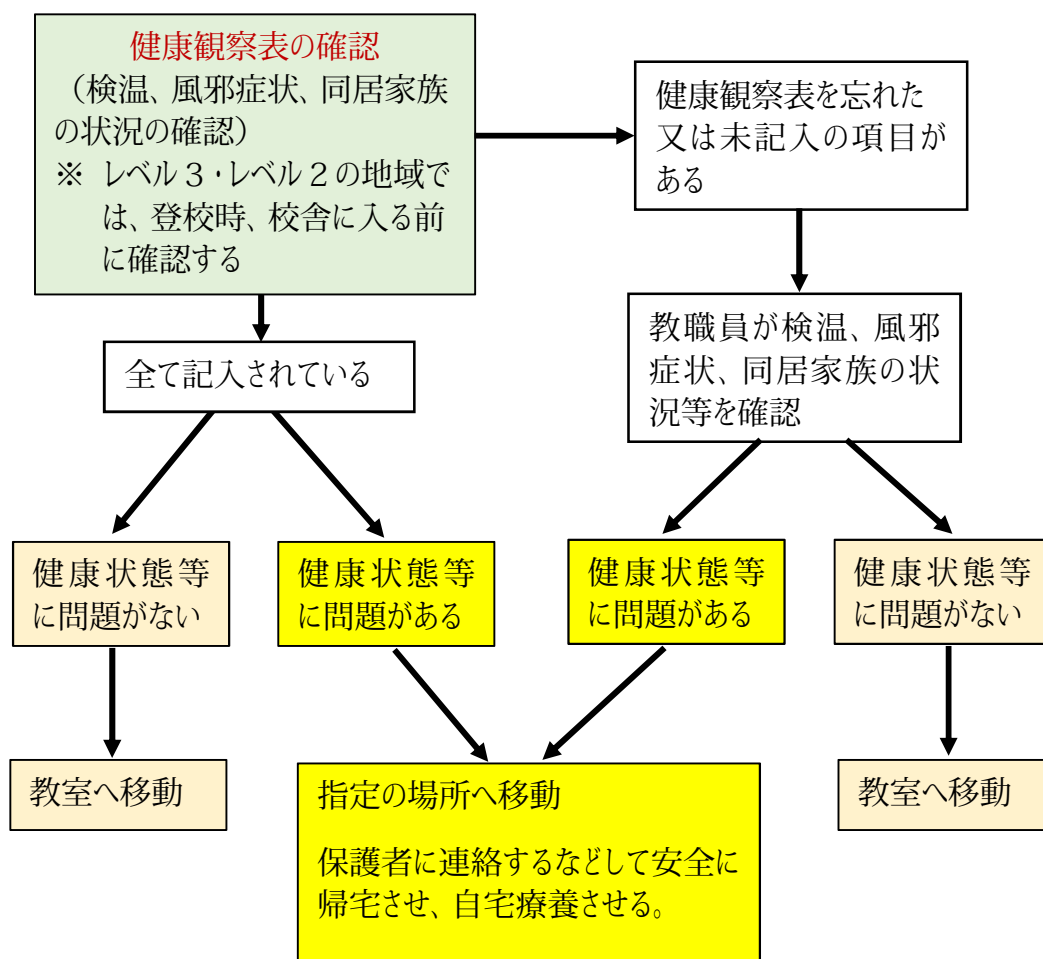 健康観察表の確認
（検温、風邪症状、同居家族
の状況の確認）
※ レベル３・レベル２の地域で
は、登校時、校舎に入る前
に確認する
健康観察表を忘れた
又は未記入の項目が
ある
全て記入されている
教職員が検温、風邪
症状、同居家族の状
況等を確認
健康状態等
に問題がない
健康状態等
に問題がある
健康状態等
に問題がある
健康状態等
に問題がない
教室へ移動
指定の場所へ移動
保護者に連絡するなどして安全に
帰宅させ、自宅療養させる。
教室へ移動